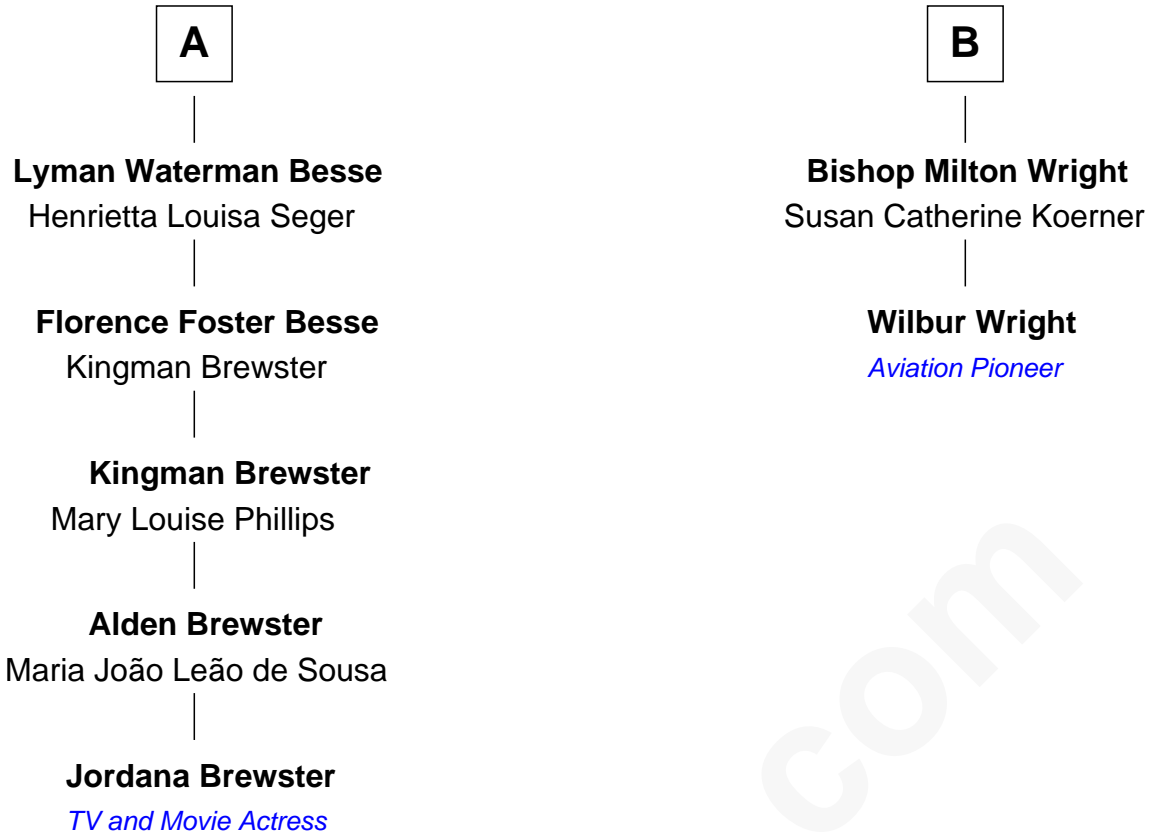 A
Lyman Waterman Besse
Henrietta Louisa Seger
Florence Foster Besse
Kingman Brewster
Kingman Brewster
Mary Louise Phillips
Alden Brewster
Maria João Leão de Sousa
Jordana Brewster
TV and Movie Actress
B
Bishop Milton Wright
Susan Catherine Koerner
Wilbur Wright
Aviation Pioneer
com